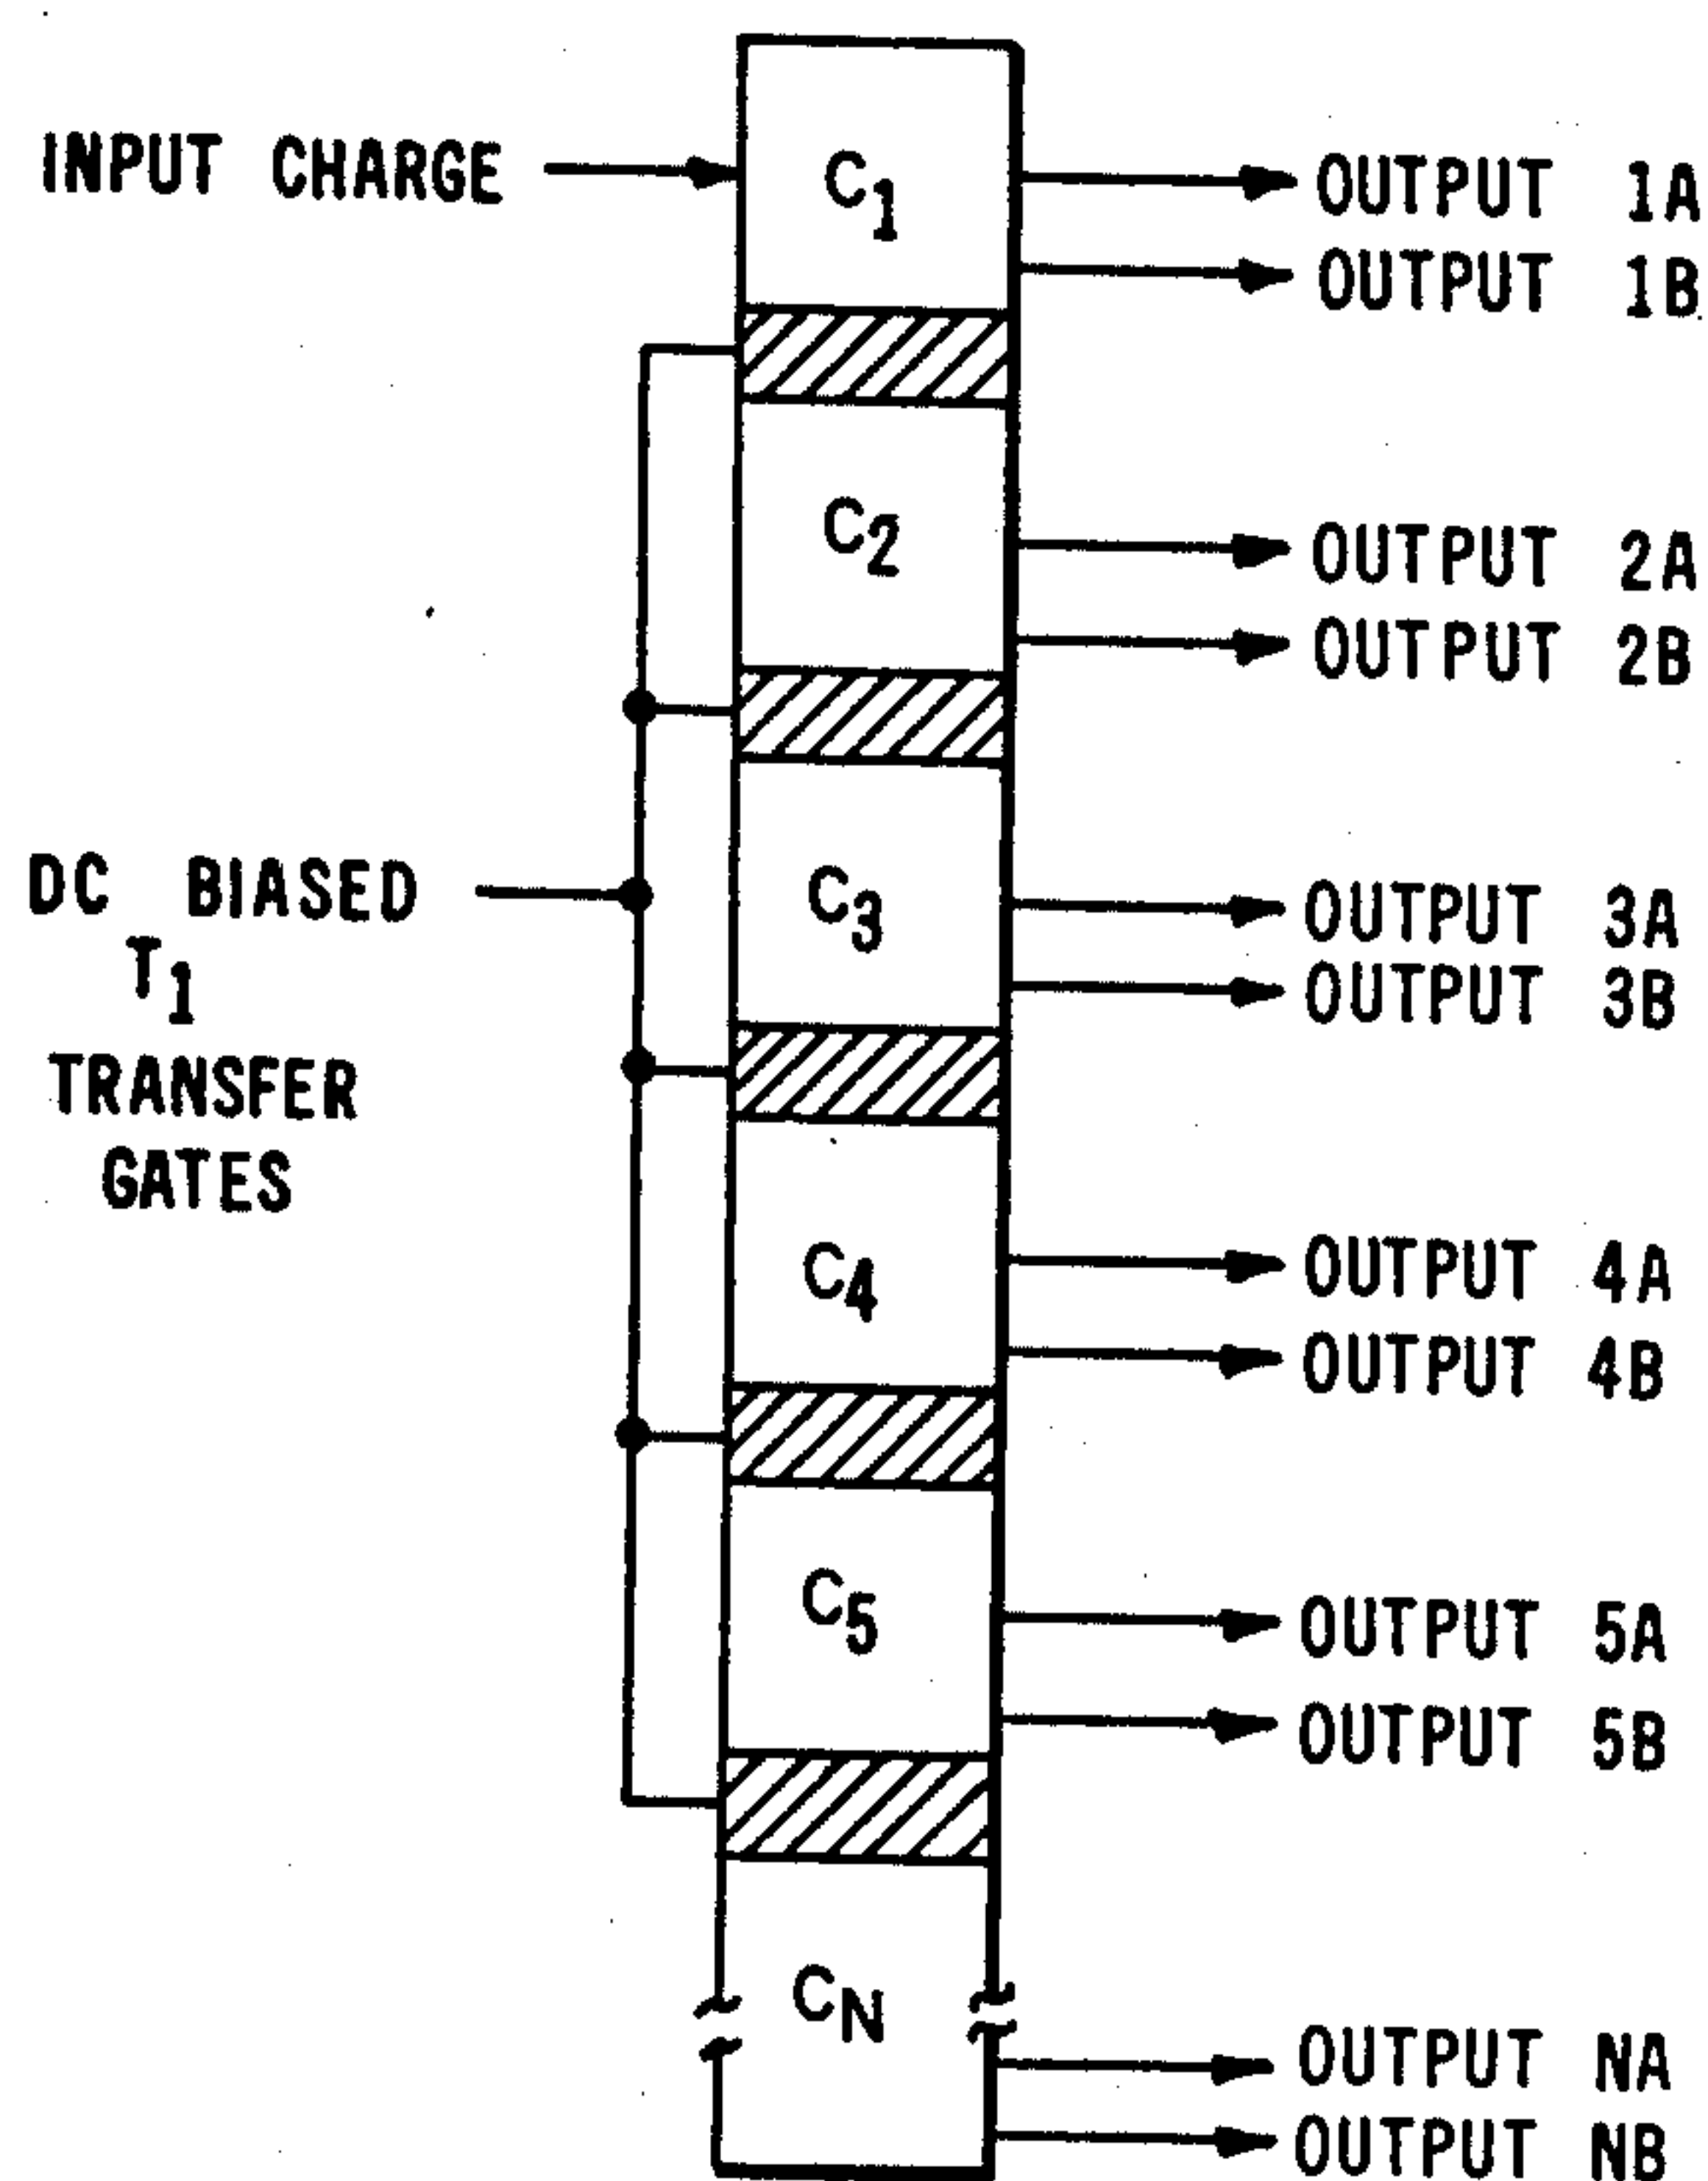 INPUT CHARGE
C1
OUTPUT 1A
OUTPUT 1B
C2
OUTPUT 2A
OUTPUT 2B
DC BIASED
T1
TRANSFER
GATES
C3
OUTPUT 3A
OUTPUT 3B
C4
OUTPUT 4A
OUTPUT 4B
C5
OUTPUT 5A
OUTPUT 5B
CN
OUTPUT NA
OUTPUT NB